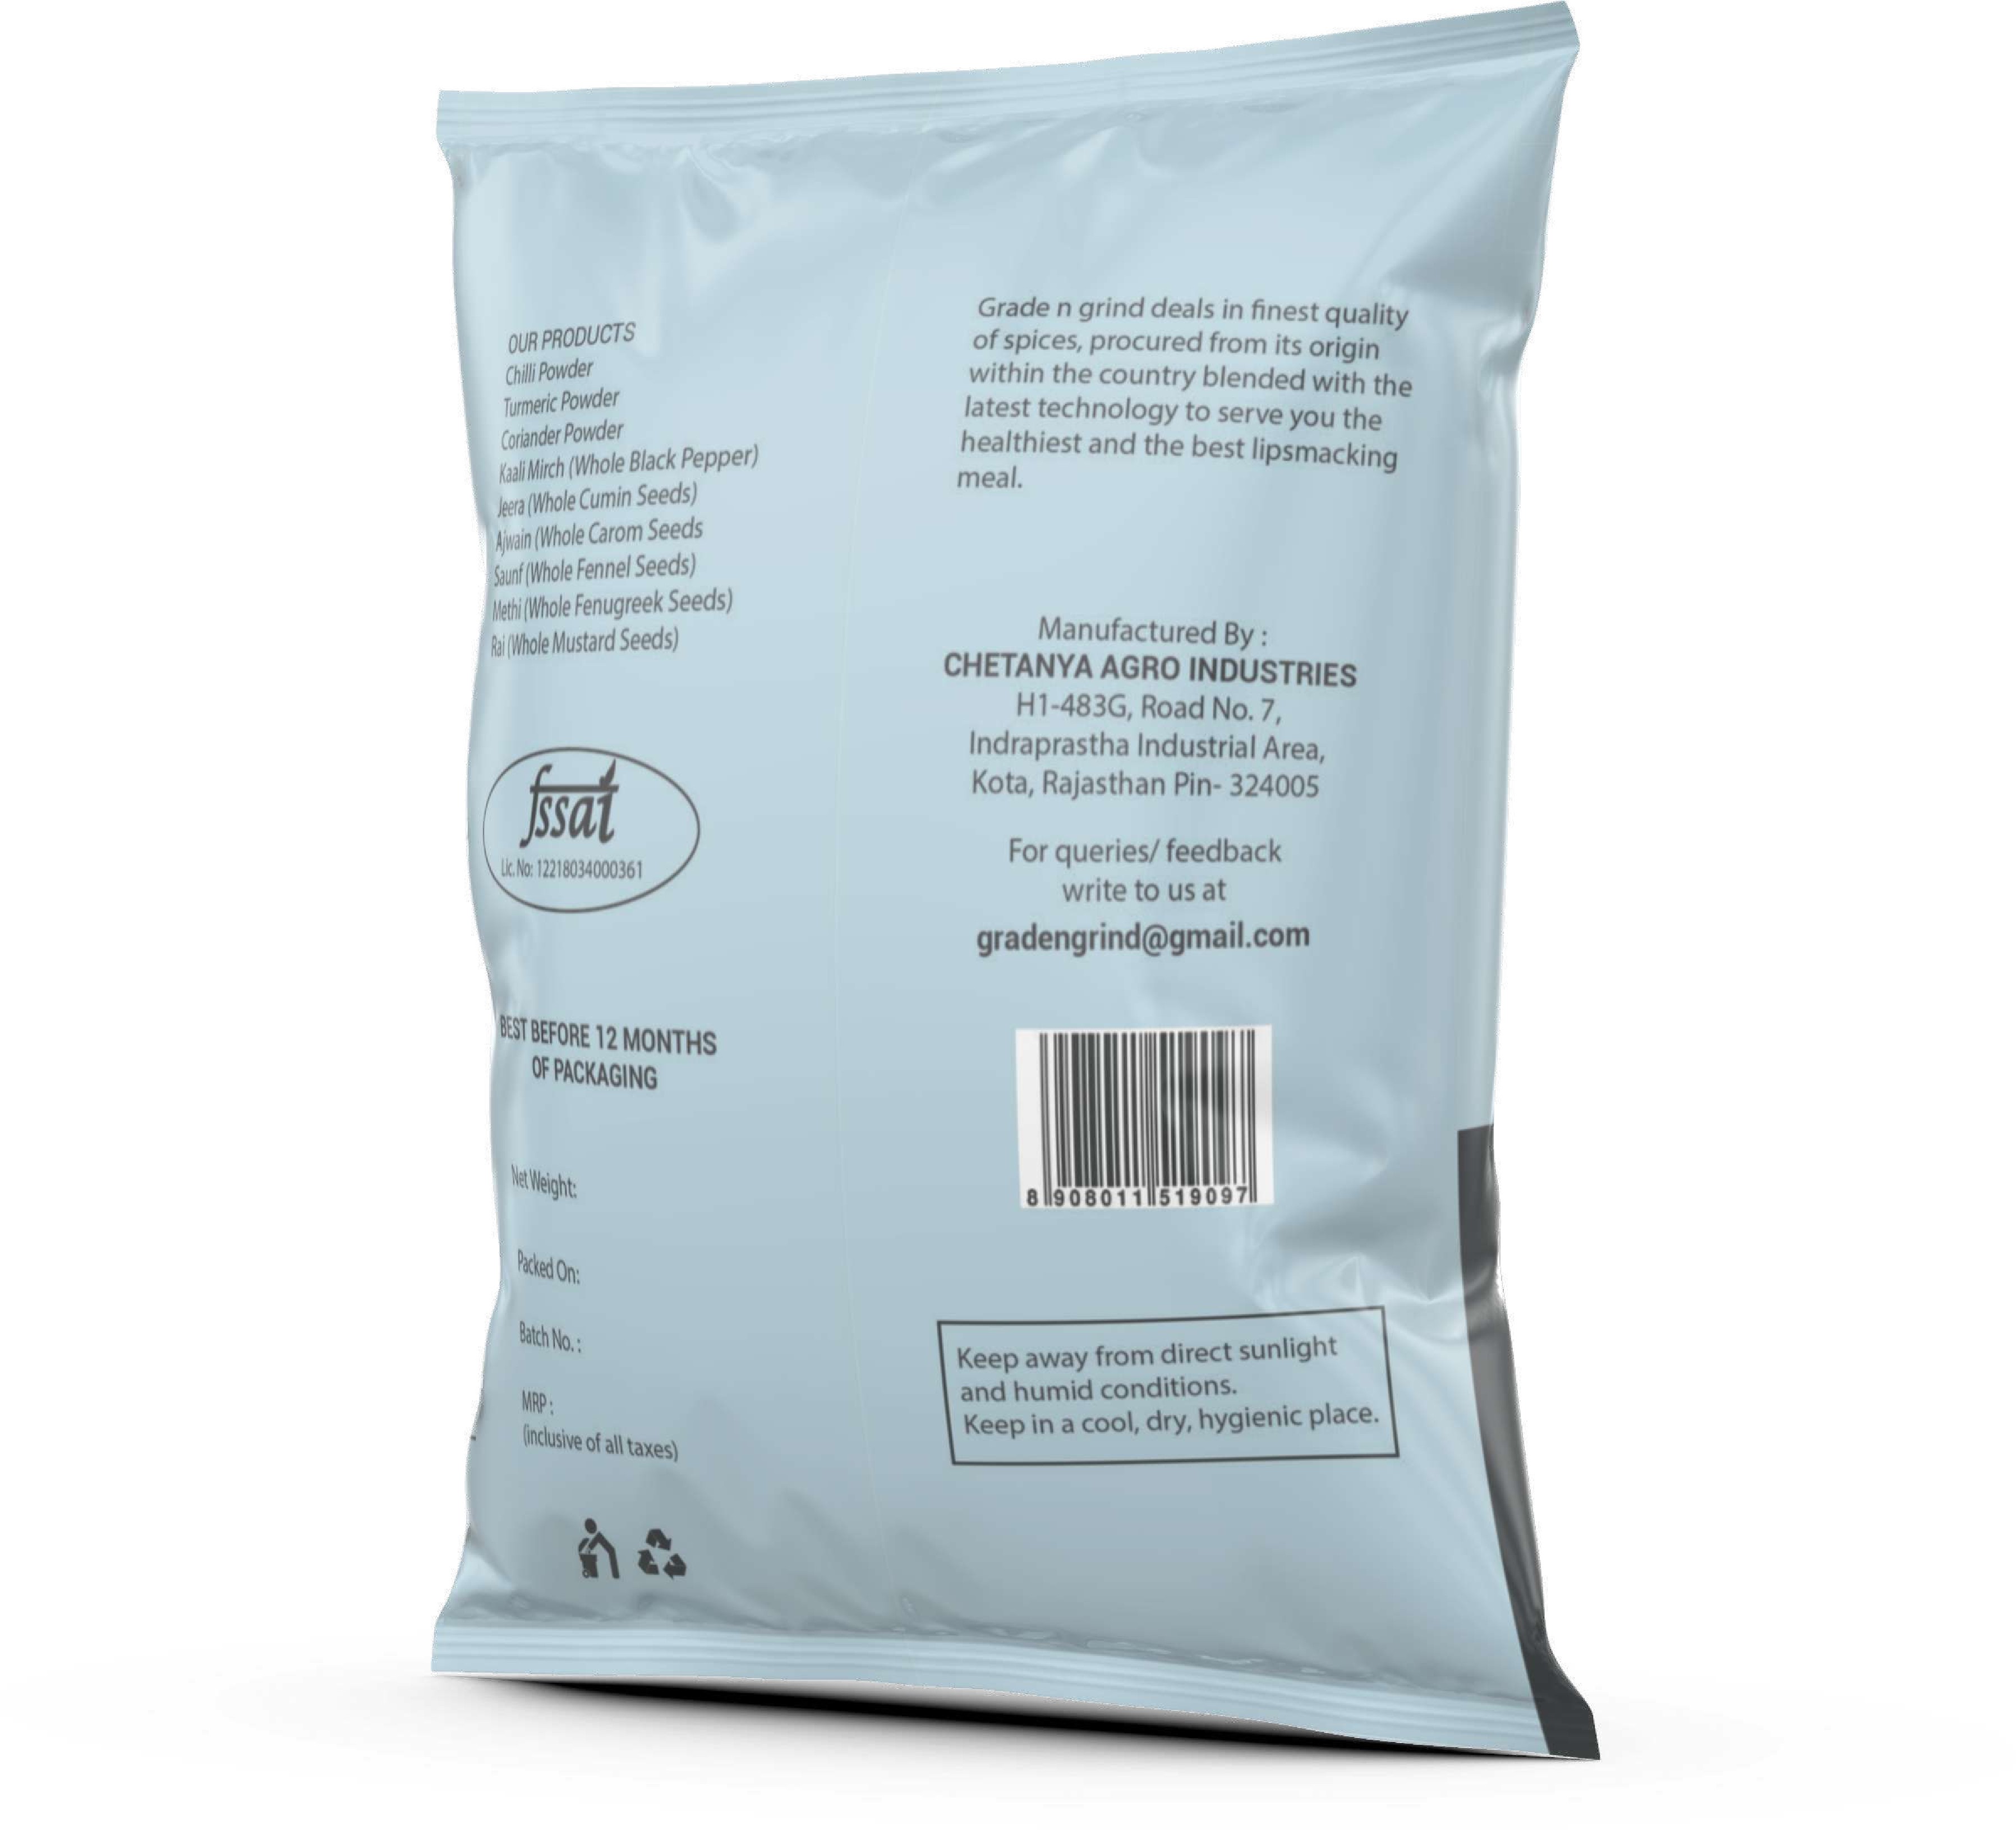 OUR PRODUCTS
Chilli Powder
Turmeric Powder
Coriander Powder
Kaali Mirch (Whole Black Pepper)
Jeera (Whole Cumin Seeds)
Ajwain (Whole Carom Seeds
Saunf (Whole Fennel Seeds)
Methi (Whole Fenugreek Seeds)
Rai (Whole Mustard Seeds)
fssai
Lic. No: 12218034000361
BEST BEFORE 12 MONTHS
OF PACKAGING
Net Weight:
Packed On:
Batch No. :
MRP :
(inclusive of all taxes)
Grade n grind deals in finest quality
of spices, procured from its origin
within the country blended with the
latest technology to serve you the
healthiest and the best lipsmacking
meal.
Manufactured By :
CHETANYA AGRO INDUSTRIES
H1-483G, Road No. 7,
Indraprastha Industrial Area,
Kota, Rajasthan Pin- 324005
For queries/ feedback
write to us at
gradengrind@gmail.com
8 908011 519097
Keep away from direct sunlight
and humid conditions.
Keep in a cool, dry, hygienic place.